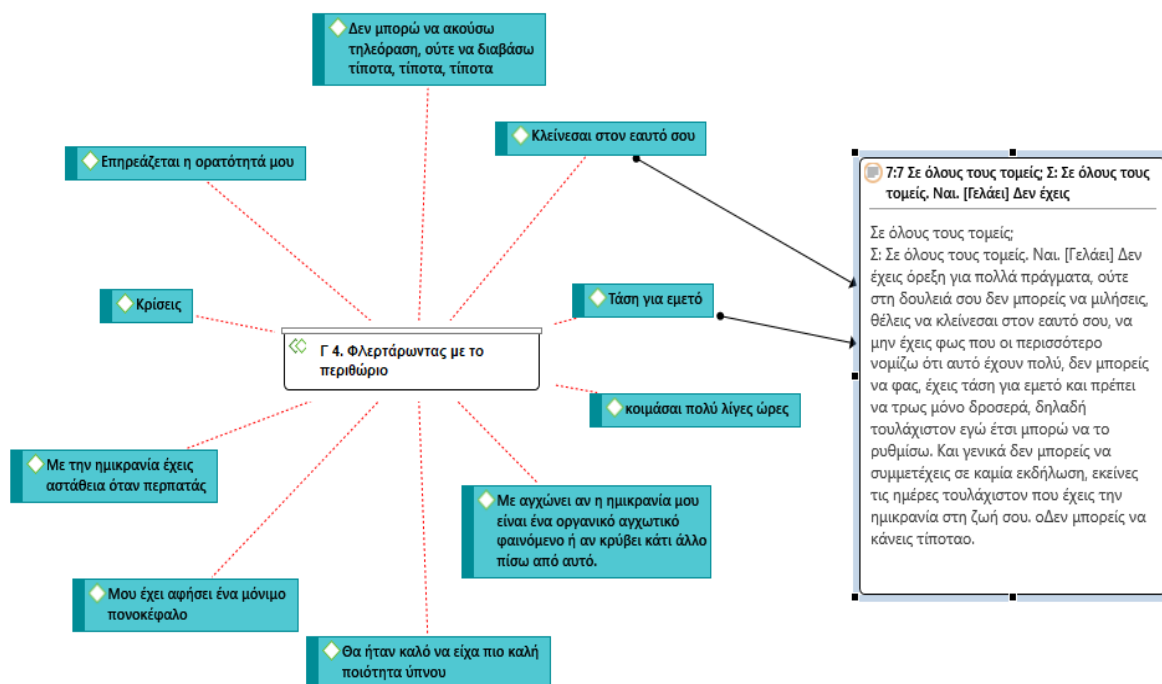 Δεν μπορώ να ακούσω
τηλεόραση, ούτε να διαβάσω
τίποτα, τίποτα, τίποτα
Κλείνεσαι στον εαυτό σου
Επηρεάζεται η ορατότητά μου
Κρίσεις
Τάση για εμετό
Γ 4. Φλερτάρωντας με το
περιθώριο
κοιμάσαι πολύ λίγες ώρες
Με την ημικρανία έχεις
αστάθεια όταν περπατάς
Με αγχώνει αν η ημικρανία μου
είναι ένα οργανικό αγχωτικό
φαινόμενο ή αν κρύβει κάτι άλλο
πίσω από αυτό.
Μου έχει αφήσει ένα μόνιμο
πονοκέφαλο
Θα ήταν καλό να είχα πιο καλή
ποιότητα ύπνου
7:7 Σε όλους τους τομείς; Σ: Σε όλους τους
τομείς. Ναι. [Γελάει] Δεν έχεις
Σε όλους τους τομείς;
Σ: Σε όλους τους τομείς. Ναι. [Γελάει] Δεν
έχεις όρεξη για πολλά πράγματα, ούτε
στη δουλειά σου δεν μπορείς να μιλήσεις,
θέλεις να κλείνεσαι στον εαυτό σου, να
μην έχεις φως που οι περισσότερο
νομίζω ότι αυτό έχουν πολύ, δεν μπορείς
να φας, έχεις τάση για εμετό και πρέπει
να τρως μόνο δροσερά, δηλαδή
τουλάχιστον εγώ έτσι μπορώ να το
ρυθμίσω. Και γενικά δεν μπορείς να
συμμετέχεις σε καμία εκδήλωση, εκείνες
τις ημέρες τουλάχιστον που έχεις την
ημικρανία στη ζωή σου. οΔεν μπορείς να
κάνεις τίποταο.